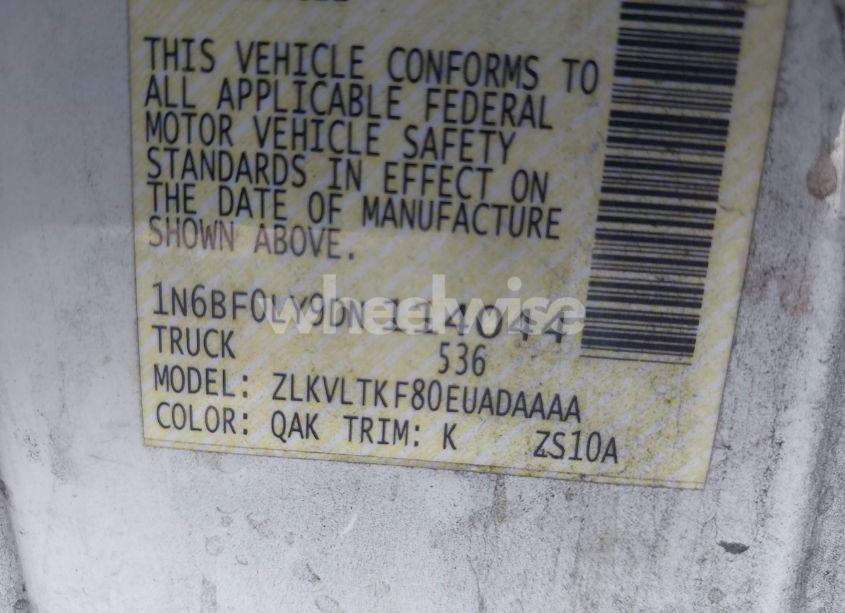 THIS VEHICLE CONFORMS TO
ALL APPLICABLE FEDERAL
MOTOR VEHICLE SAFETY
STANDARDS IN EFFECT ON
THE DATE OF MANUFACTURE
SHOWN ABOVE.
1N6BF0LY9DN114044
wheelwise
TRUCK 536
MODEL: ZLKVLTKF80EUADAAAA
COLOR: QAK TRIM: K ZS10A